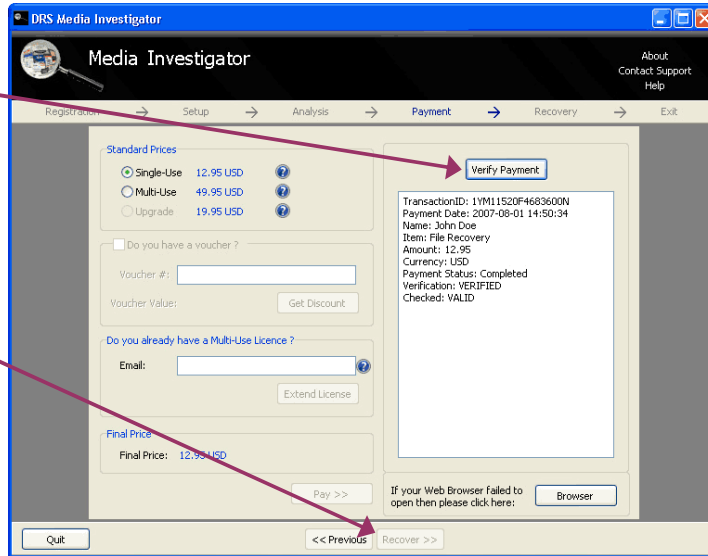 DRS Media Investigator
Media Investigator
About
Contact Support
Help
Registration → Setup → Analysis → Payment → Recovery → Exit
Standard Prices
Single-Use 12.95 USD ?
Multi-Use 49.95 USD ?
Upgrade 19.95 USD ?
Do you have a voucher ?
Voucher #:
Voucher Value: Get Discount
Do you already have a Multi-Use Licence ?
Email: ?
Extend License
Final Price
Final Price: 12.95 USD
Pay >>
Verify Payment
TransactionID: 1YM11520F4683600N
Payment Date: 2007-08-01 14:50:34
Name: John Doe
Item: File Recovery
Amount: 12.95
Currency: USD
Payment Status: Completed
Verification: VERIFIED
Checked: VALID
If your Web Browser failed to
open then please click here:
Browser
Quit << Previous Recover >>